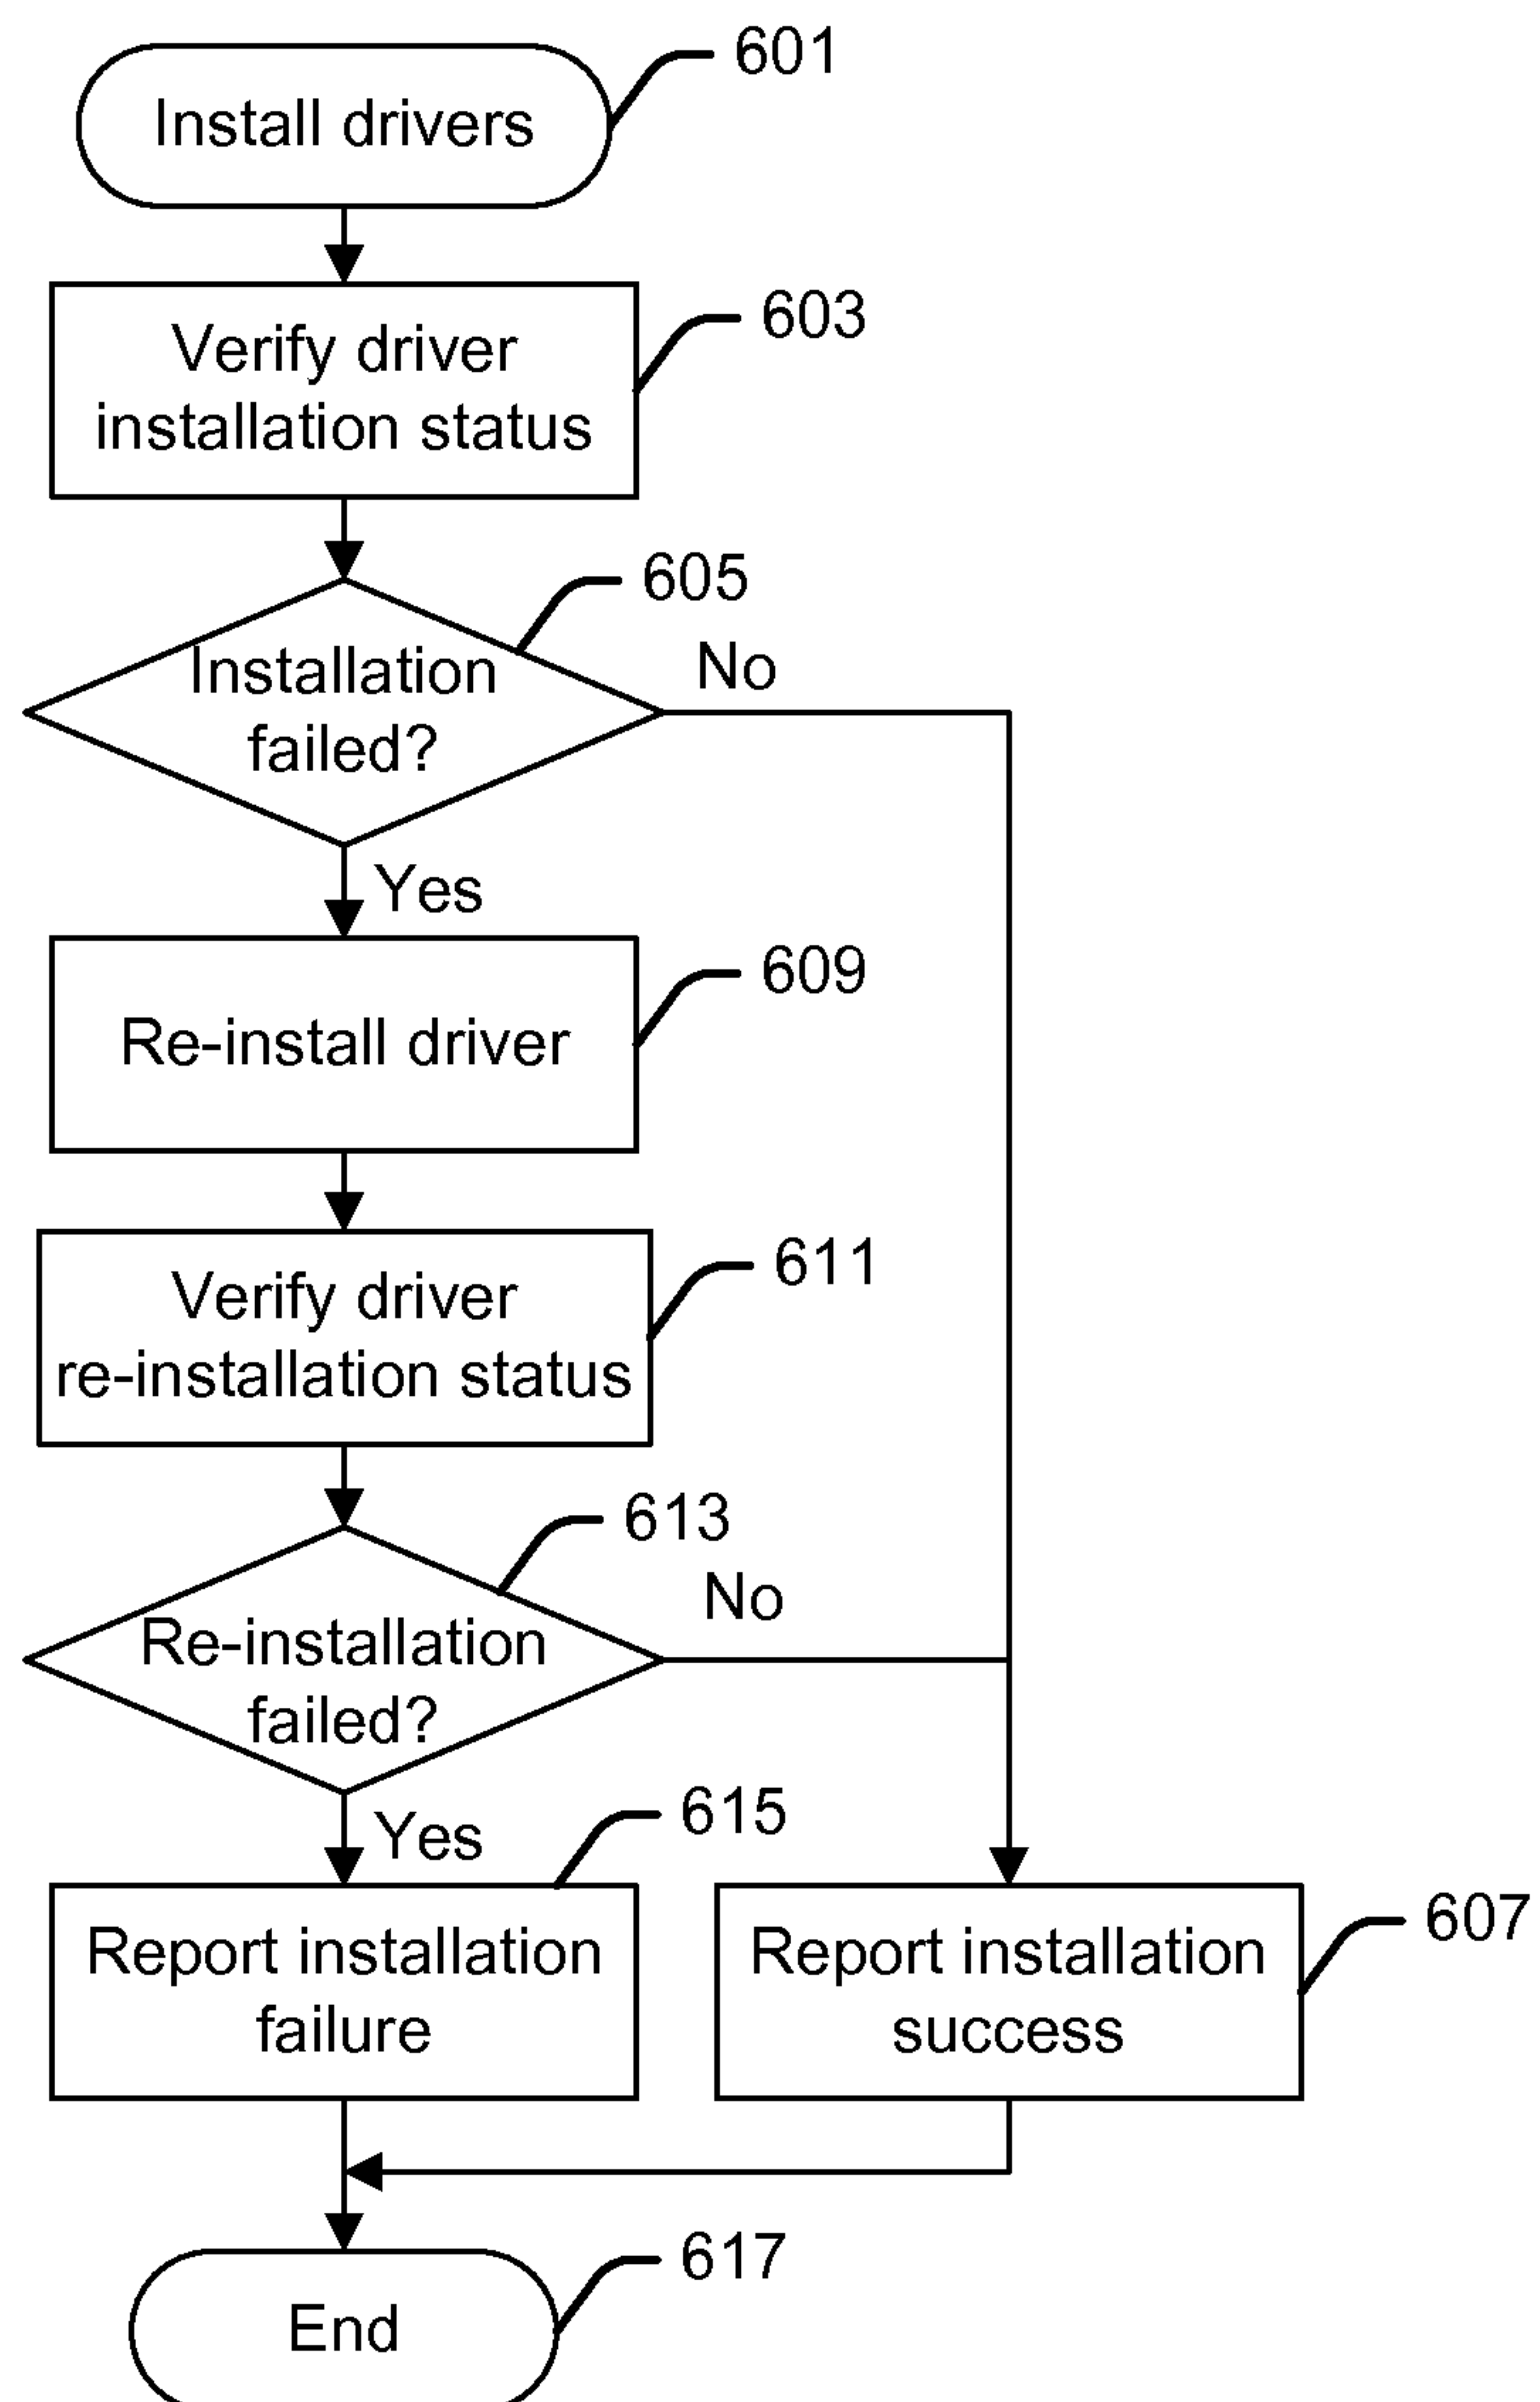 601
Install drivers
603
Verify driver
installation status
605
No
Installation
failed?
Yes
609
Re-install driver
611
Verify driver
re-installation status
613
No
Re-installation
failed?
Yes
615
Report installation
failure
607
Report installation
success
617
End